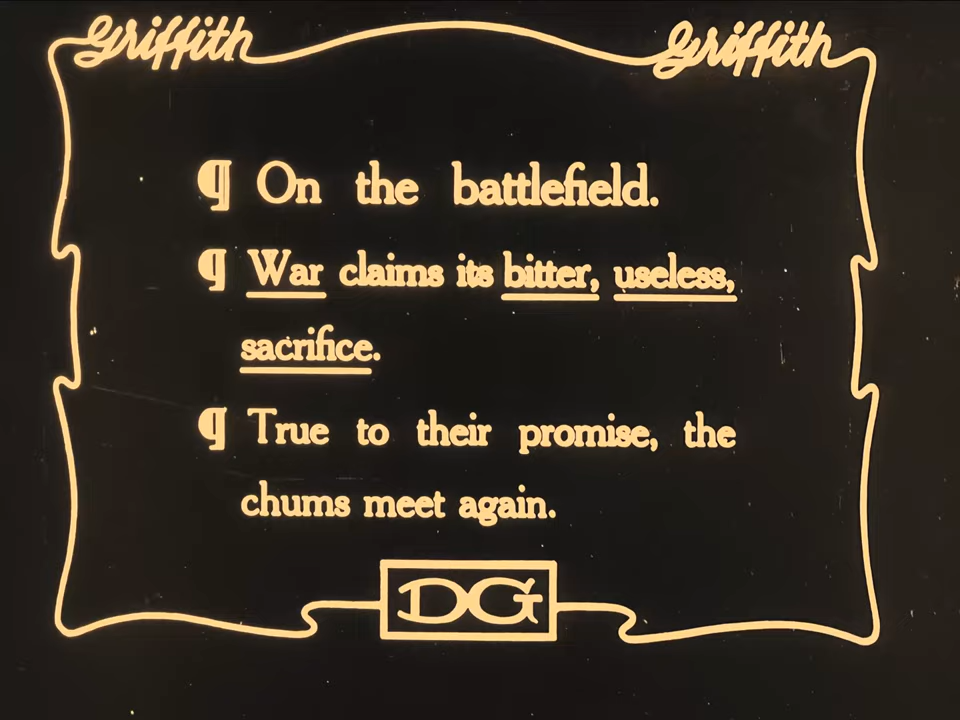 Griffith Griffith
¶ On the battlefield.
¶ War claims its bitter, useless,
sacrifice.
¶ True to their promise, the
chums meet again.
DG